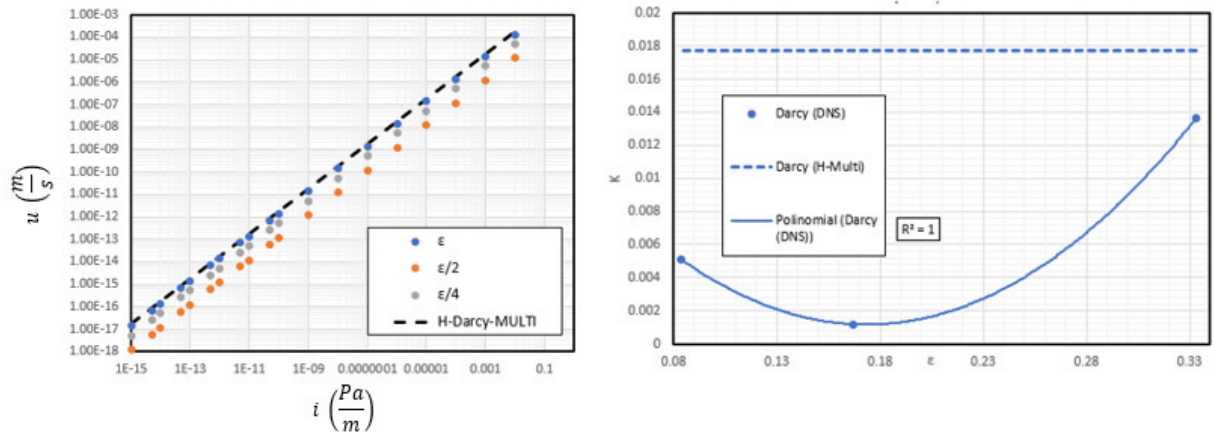 1.00E-03
1.00E-04
1.00E-05
1.00E-06
1.00E-07
1.00E-08
1.00E-09
1.00E-10
1.00E-11
1.00E-12
1.00E-13
1.00E-14
1.00E-15
1.00E-16
1.00E-17
1.00E-18
u (m/s)
ε
ε/2
ε/4
H-Darcy-MULTI
1E-15 1E-13 1E-11 1E-09 0.0000001 0.00001 0.001 0.1
i (Pa/m)
0.02
0.018
0.016
0.014
0.012
0.01
0.008
0.006
0.004
0.002
0
K
Darcy (DNS)
Darcy (H-Multi)
Polinomial (Darcy
(DNS))
R² = 1
0.08 0.13 0.18 0.23 0.28 0.33
ε